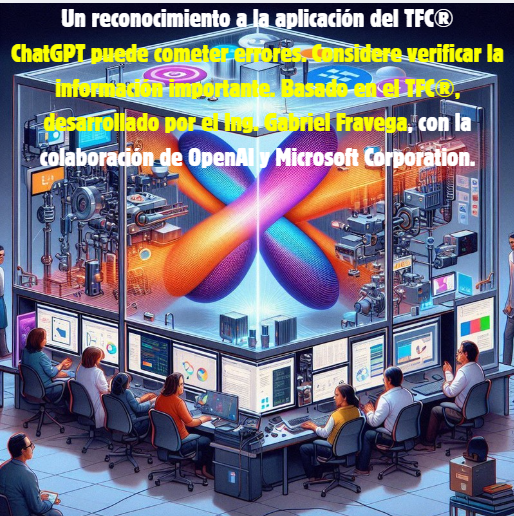 Un reconocimiento a la aplicación del TFC®
ChatGPT puede cometer errores. Considere verificar la
información importante. Basado en el TFC®,
desarrollado por el Ing. Gabriel Fravega, con la
colaboración de OpenAI y Microsoft Corporation.